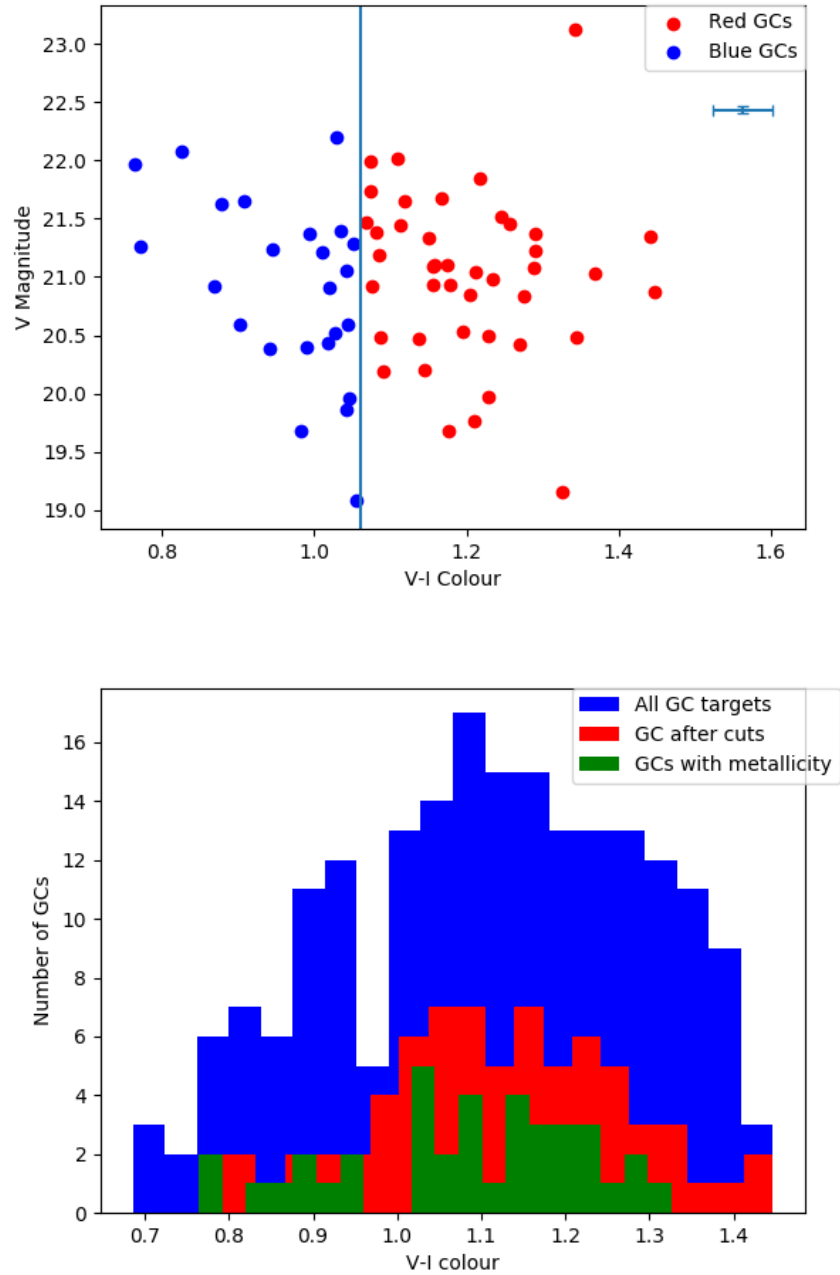 Red GCs
Blue GCs
23.0
22.5
22.0
21.5
21.0
20.5
20.0
19.5
19.0
V Magnitude
0.8 1.0 1.2 1.4 1.6
V-I Colour
All GC targets
GC after cuts
GCs with metallicity
16
14
12
10
8
6
4
2
0
Number of GCs
0.7 0.8 0.9 1.0 1.1 1.2 1.3 1.4
V-I colour